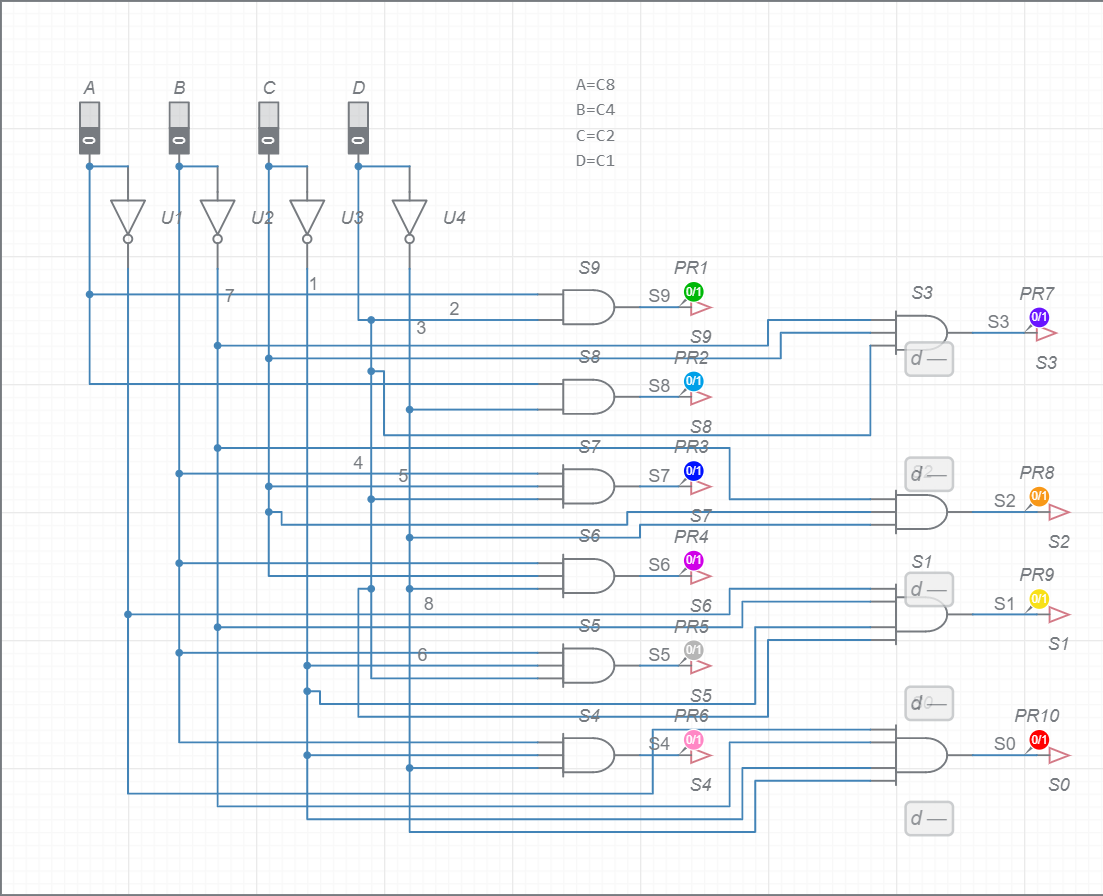 A B C D
0 0 0 0
A=C8
B=C4
C=C2
D=C1
U1 U2 U3 U4
7 1 2 3
S9 S9 PR1 0/1 S9
S8 S8 PR2 0/1 S8
S7 S7 PR3 0/1 S7
4 5
S6 S6 PR4 0/1 S6
8
S5 S5 PR5 0/1 S5
6
S4 S4 PR6 0/1 S4
S3 S3 PR7 0/1 S3
d —
d —
S2 PR8 0/1 S2
S1 S1 PR9 0/1 S1
d —
d —
S0 PR10 0/1 S0
d —